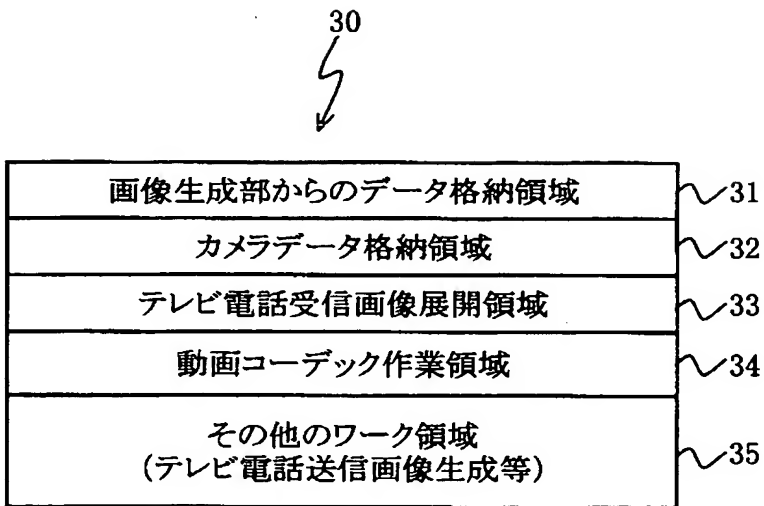 30
画像生成部からのデータ格納領域 31
カメラデータ格納領域 32
テレビ電話受信画像展開領域 33
動画コーデック作業領域 34
その他のワーク領域
(テレビ電話送信画像生成等) 35